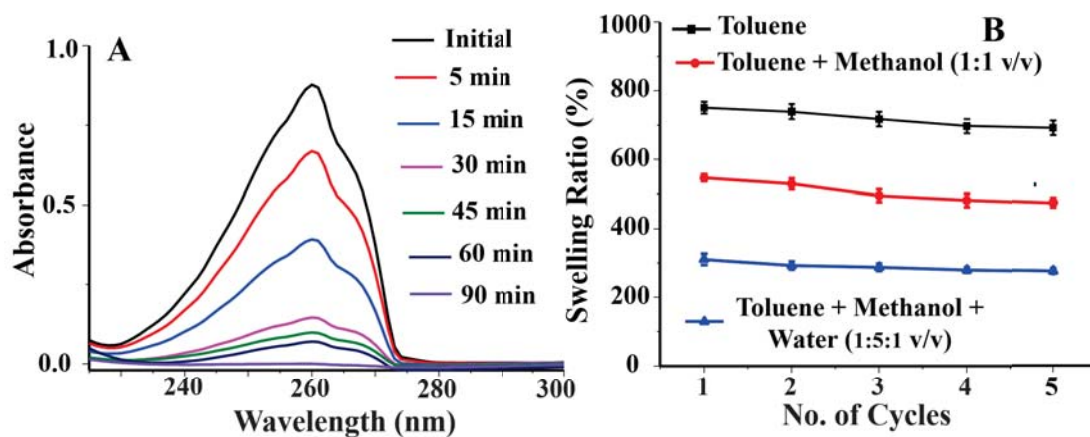 A
Initial
5 min
15 min
30 min
45 min
60 min
90 min
Absorbance
1.0
0.5
0.0
240
260
280
300
Wavelength (nm)
B
Toluene
Toluene + Methanol (1:1 v/v)
Toluene + Methanol +
Water (1:5:1 v/v)
Swelling Ratio (%)
1000
800
600
400
200
0
1
2
3
4
5
No. of Cycles